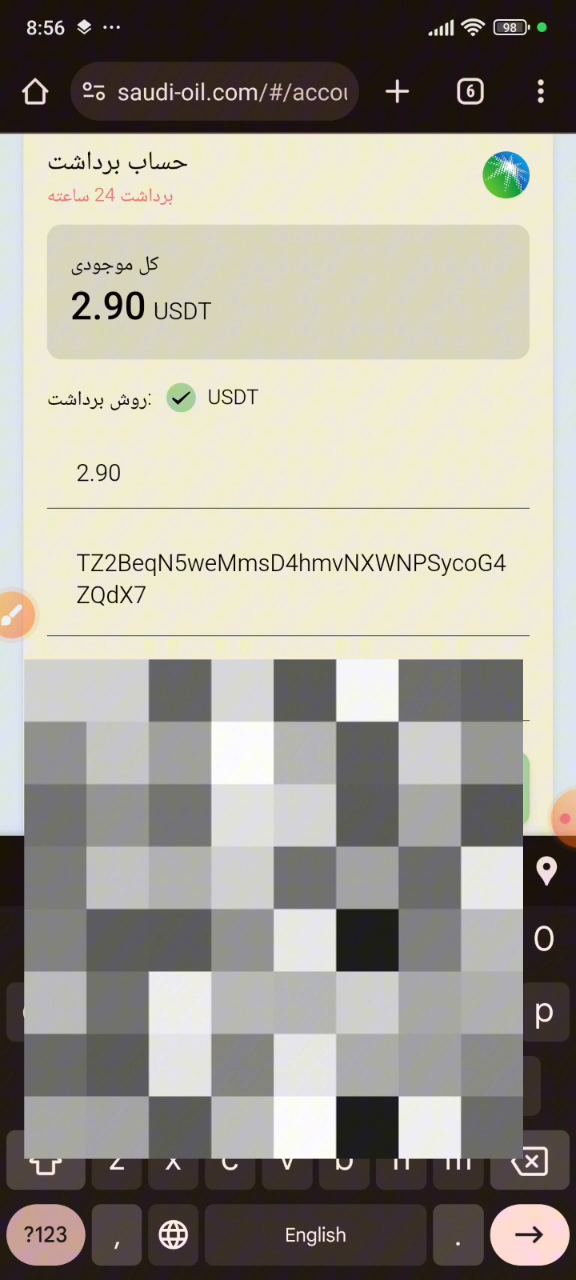 8:56
98
saudi-oil.com/#/accou
6
حساب برداشت
برداشت 24 ساعته
کل موجودی
2.90 USDT
روش برداشت: USDT
2.90
TZ2BeqN5weMmsD4hmvNXWNPSycoG4
ZQdX7
0
p
z x c v b n m
?123 , English .